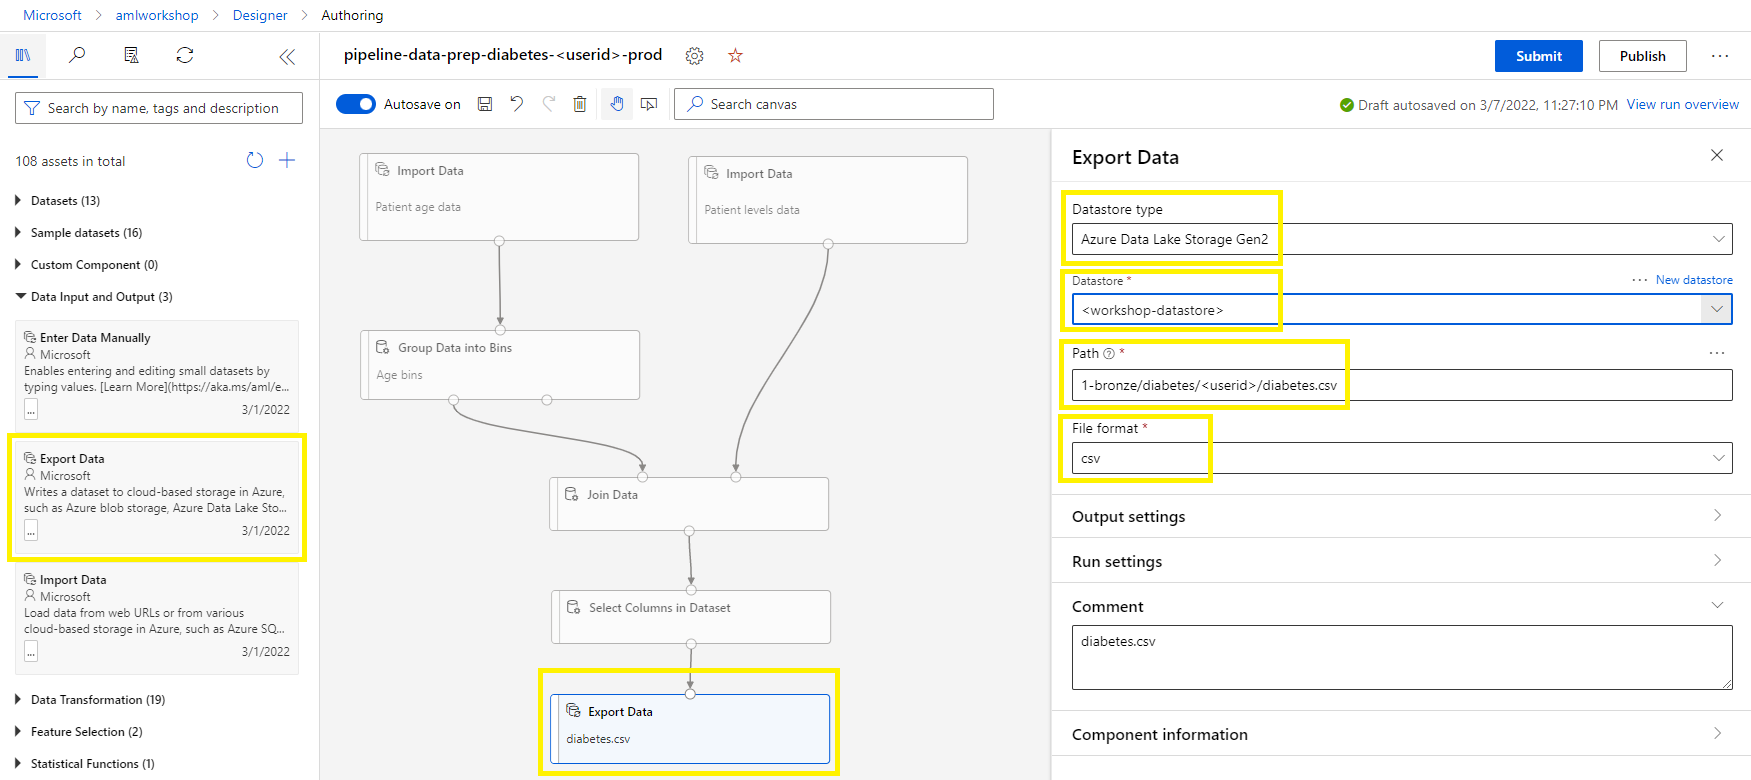 Microsoft > amlworkshop > Designer > Authoring
pipeline-data-prep-diabetes-<userid>-prod
Submit
Publish
Search by name, tags and description
Autosave on
Search canvas
Draft autosaved on 3/7/2022, 11:27:10 PM
View run overview
108 assets in total
Datasets (13)
Sample datasets (16)
Custom Component (0)
Data Input and Output (3)
Enter Data Manually
Microsoft
Enables entering and editing small datasets by
typing values. [Learn More](https://aka.ms/aml/e...
...
3/1/2022
Export Data
Microsoft
Writes a dataset to cloud-based storage in Azure,
such as Azure blob storage, Azure Data Lake Sto...
...
3/1/2022
Import Data
Microsoft
Load data from web URLs or from various
cloud-based storage in Azure, such as Azure SQ...
...
3/1/2022
Data Transformation (19)
Feature Selection (2)
Statistical Functions (1)
Import Data
Patient age data
Import Data
Patient levels data
Group Data into Bins
Age bins
Join Data
Select Columns in Dataset
Export Data
diabetes.csv
Export Data
Datastore type
Azure Data Lake Storage Gen2
Datastore *
... New datastore
<workshop-datastore>
Path ? *
...
1-bronze/diabetes/<userid>/diabetes.csv
File format *
csv
Output settings
Run settings
Comment
diabetes.csv
Component information